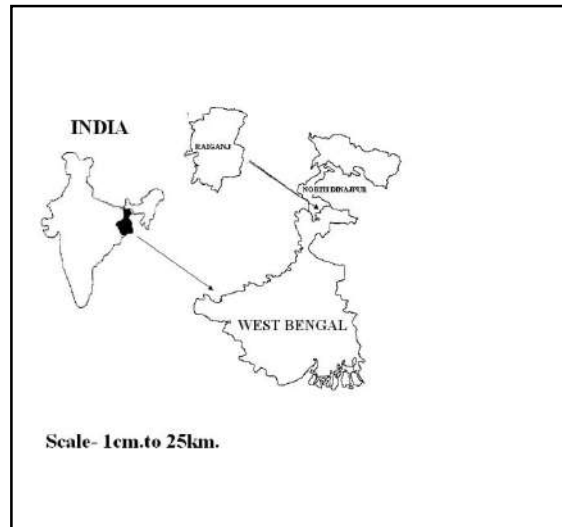 INDIA
RAIGANJ
NORTH DINAJPUR
WEST BENGAL
Scale- 1cm.to 25km.